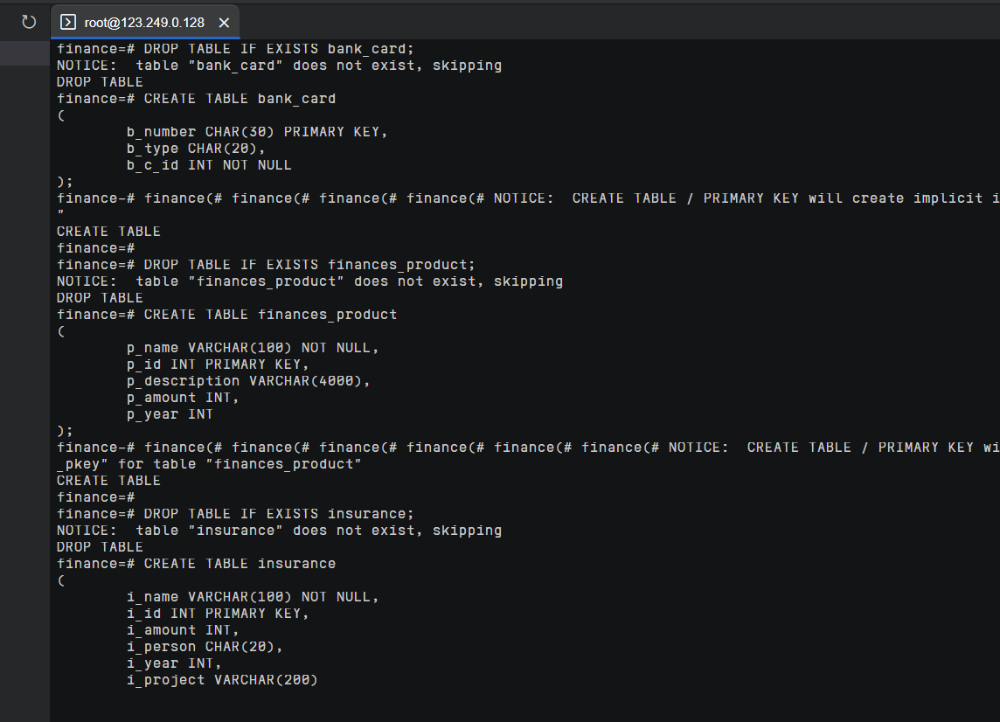 root@123.249.0.128
finance=# DROP TABLE IF EXISTS bank_card;
NOTICE:  table "bank_card" does not exist, skipping
DROP TABLE
finance=# CREATE TABLE bank_card
(
        b_number CHAR(30) PRIMARY KEY,
        b_type CHAR(20),
        b_c_id INT NOT NULL
);
finance-# finance(# finance(# finance(# finance(# NOTICE:  CREATE TABLE / PRIMARY KEY will create implicit i
"
CREATE TABLE
finance=#
finance=# DROP TABLE IF EXISTS finances_product;
NOTICE:  table "finances_product" does not exist, skipping
DROP TABLE
finance=# CREATE TABLE finances_product
(
        p_name VARCHAR(100) NOT NULL,
        p_id INT PRIMARY KEY,
        p_description VARCHAR(4000),
        p_amount INT,
        p_year INT
);
finance-# finance(# finance(# finance(# finance(# finance(# finance(# NOTICE:  CREATE TABLE / PRIMARY KEY wi
_pkey" for table "finances_product"
CREATE TABLE
finance=#
finance=# DROP TABLE IF EXISTS insurance;
NOTICE:  table "insurance" does not exist, skipping
DROP TABLE
finance=# CREATE TABLE insurance
(
        i_name VARCHAR(100) NOT NULL,
        i_id INT PRIMARY KEY,
        i_amount INT,
        i_person CHAR(20),
        i_year INT,
        i_project VARCHAR(200)